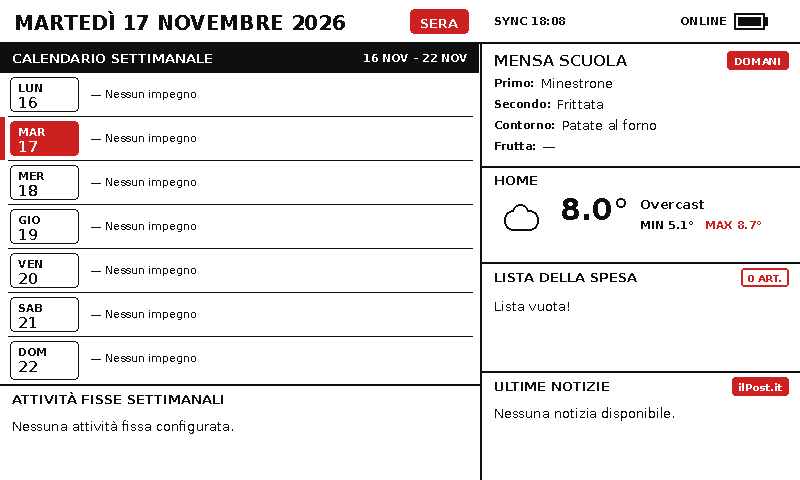 MARTEDÌ 17 NOVEMBRE 2026
SERA
SYNC 18:08
ONLINE
CALENDARIO SETTIMANALE
16 NOV - 22 NOV
LUN
16
— Nessun impegno
MAR
17
— Nessun impegno
MER
18
— Nessun impegno
GIO
19
— Nessun impegno
VEN
20
— Nessun impegno
SAB
21
— Nessun impegno
DOM
22
— Nessun impegno
ATTIVITÀ FISSE SETTIMANALI
Nessuna attività fissa configurata.
MENSA SCUOLA
DOMANI
Primo: Minestrone
Secondo: Frittata
Contorno: Patate al forno
Frutta: —
HOME
8.0°
Overcast
MIN 5.1° MAX 8.7°
LISTA DELLA SPESA
0 ART.
Lista vuota!
ULTIME NOTIZIE
ilPost.it
Nessuna notizia disponibile.